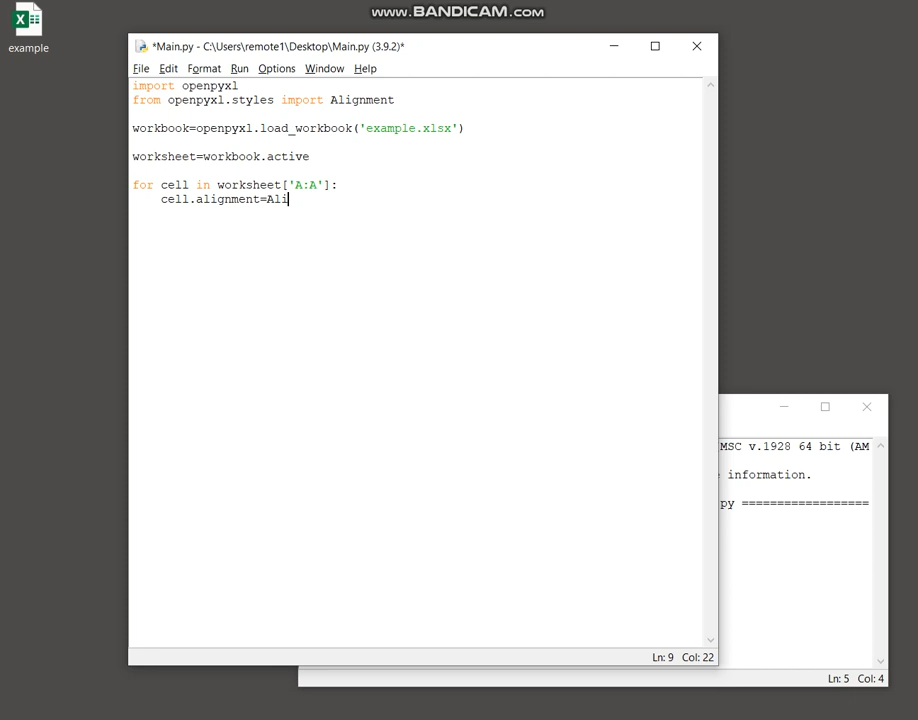 www.BANDICAM.com
example
*Main.py - C:\Users\remote1\Desktop\Main.py (3.9.2)*
File Edit Format Run Options Window Help
import openpyxl
from openpyxl.styles import Alignment
workbook=openpyxl.load_workbook('example.xlsx')
worksheet=workbook.active
for cell in worksheet['A:A']:
cell.alignment=Ali
MSC v.1928 64 bit (AM
information.
py ==================
Ln: 9 Col: 22
Ln: 5 Col: 4